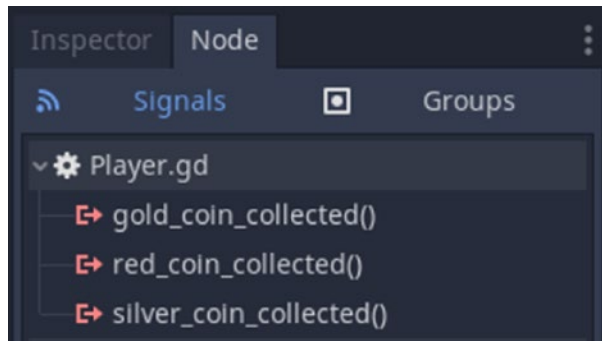 Inspector Node
Signals Groups
Player.gd
gold_coin_collected()
red_coin_collected()
silver_coin_collected()